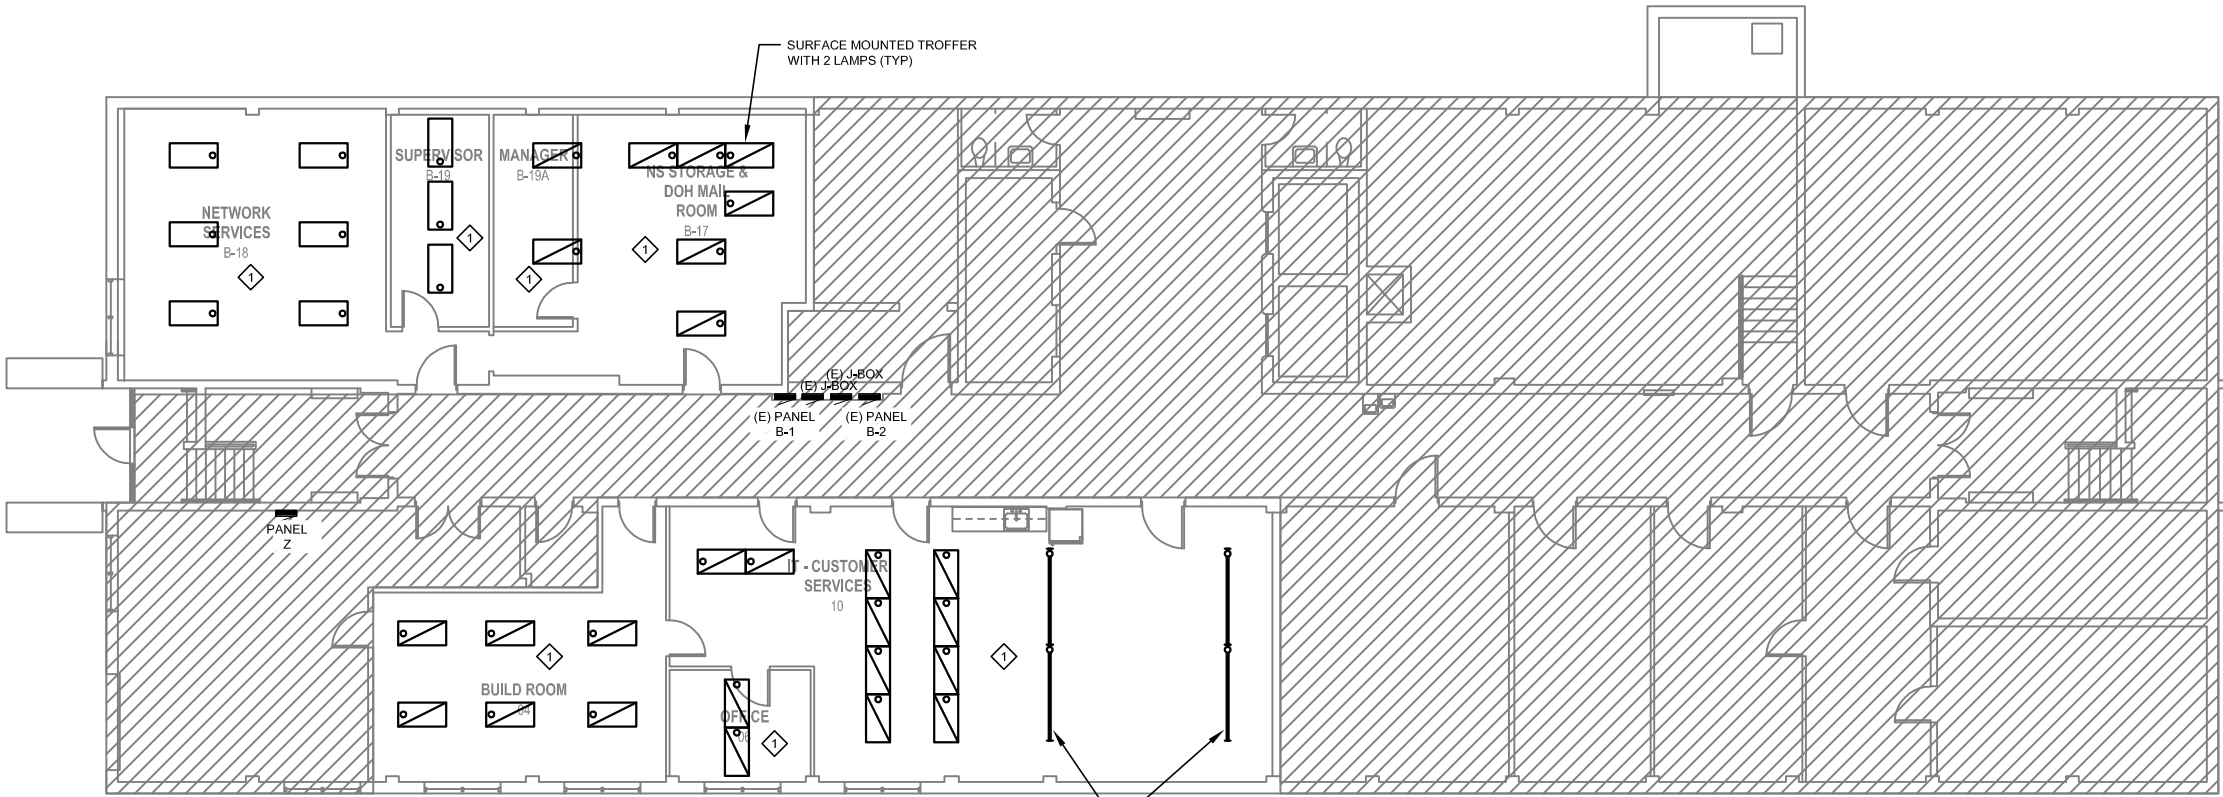 SURFACE MOUNTED TROFFER
WITH 2 LAMPS (TYP)
SUPERVISOR
B-19
MANAGER
B-19A
NS STORAGE &
DOH MAIL
ROOM
B-17
NETWORK
SERVICES
B-18
1
1
1
1
(E) J-BOX
(E) J-BOX
(E) PANEL
B-1
(E) PANEL
B-2
PANEL
Z
IT - CUSTOMER
SERVICES
10
1
1
BUILD ROOM
04
OFFICE
06
1